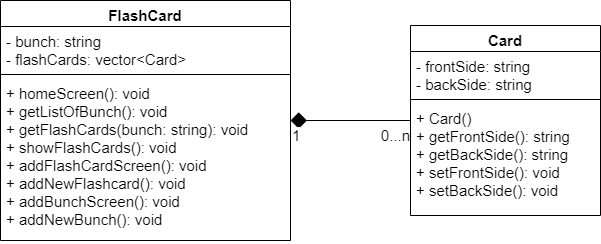 FlashCard
- bunch: string
- flashCards: vector<Card>
+ homeScreen(): void
+ getListOfBunch(): void
+ getFlashCards(bunch: string): void
+ showFlashCards(): void
+ addFlashCardScreen(): void
+ addNewFlashcard(): void
+ addBunchScreen(): void
+ addNewBunch(): void
1
0...n
Card
- frontSide: string
- backSide: string
+ Card()
+ getFrontSide(): string
+ getBackSide(): string
+ setFrontSide(): void
+ setBackSide(): void